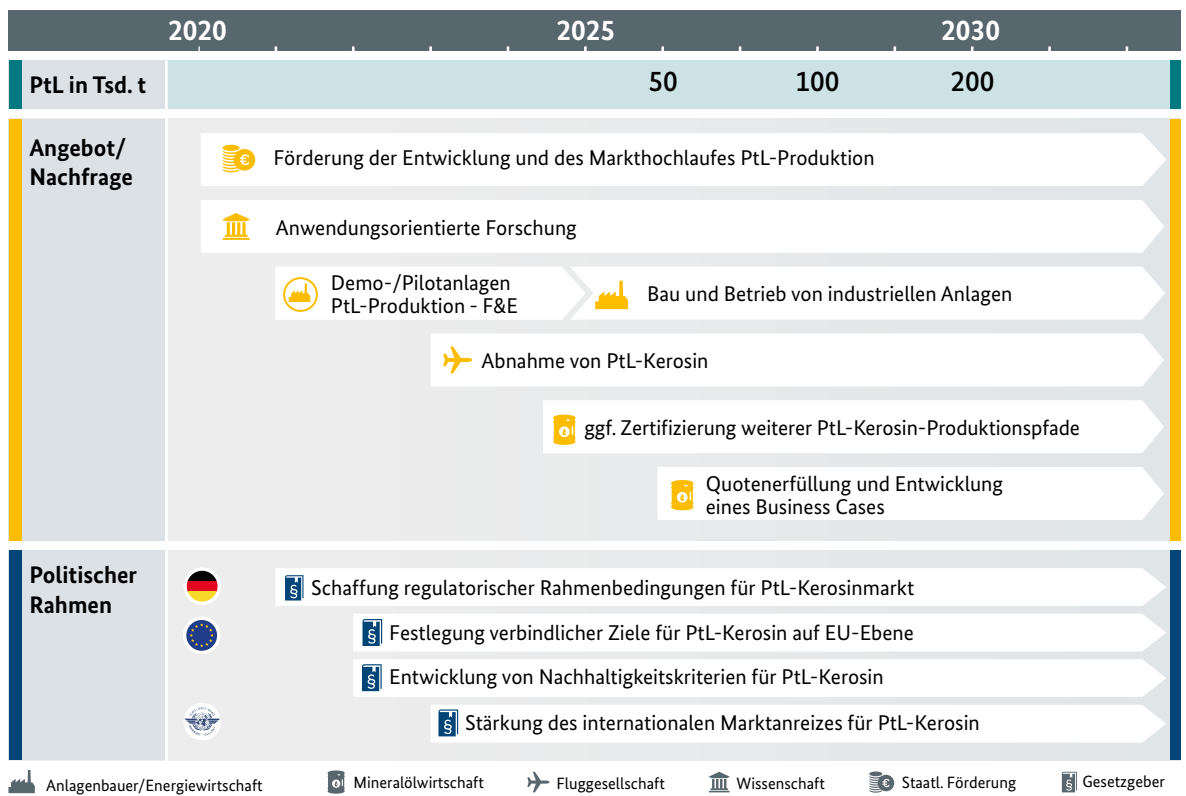 2020 2025 2030
PtL in Tsd. t 50 100 200
Angebot/
Nachfrage
Förderung der Entwicklung und des Markthochlaufes PtL-Produktion
Anwendungsorientierte Forschung
Demo-/Pilotanlagen
PtL-Produktion - F&E
Bau und Betrieb von industriellen Anlagen
Abnahme von PtL-Kerosin
ggf. Zertifizierung weiterer PtL-Kerosin-Produktionspfade
Quotenerfüllung und Entwicklung
eines Business Cases
Politischer
Rahmen
§ Schaffung regulatorischer Rahmenbedingungen für PtL-Kerosinmarkt
§ Festlegung verbindlicher Ziele für PtL-Kerosin auf EU-Ebene
§ Entwicklung von Nachhaltigkeitskriterien für PtL-Kerosin
§ Stärkung des internationalen Marktanreizes für PtL-Kerosin
Anlagenbauer/Energiewirtschaft Mineralölwirtschaft Fluggesellschaft Wissenschaft Staatl. Förderung § Gesetzgeber